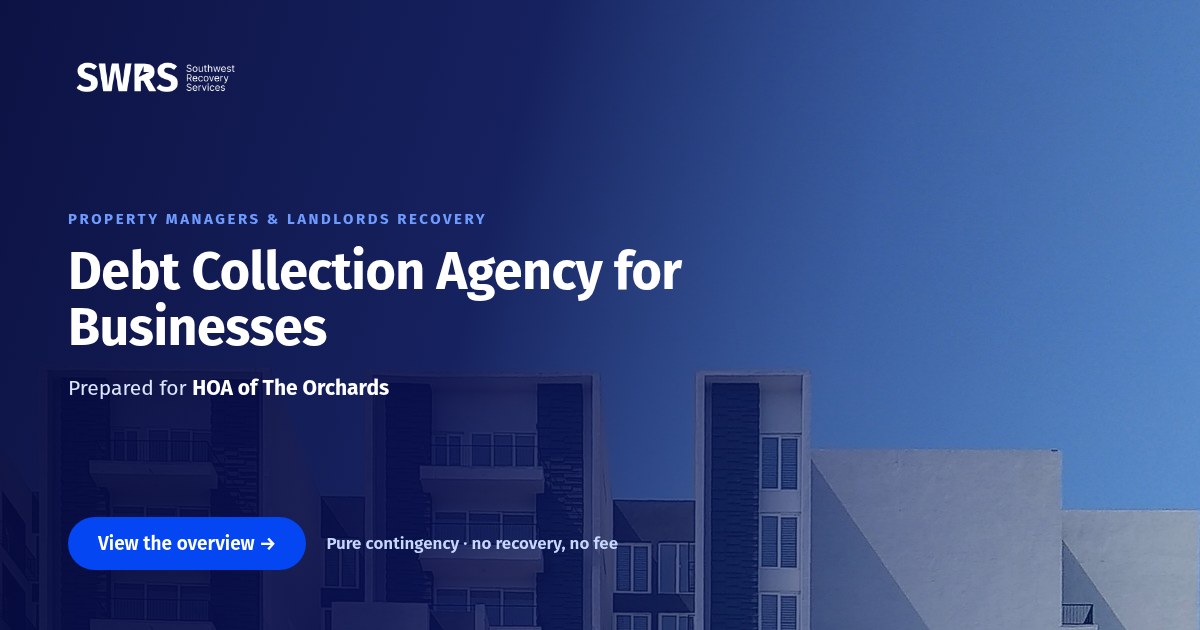 SWRS
Southwest
Recovery
Services
PROPERTY MANAGERS & LANDLORDS RECOVERY
Debt Collection Agency for
Businesses
Prepared for HOA of The Orchards
View the overview →
Pure contingency · no recovery, no fee